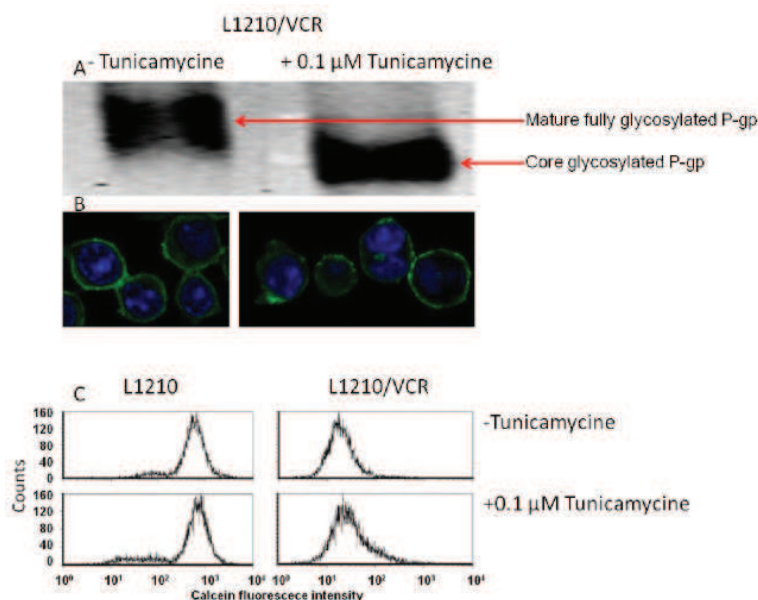 L1210/VCR
- Tunicamycine
+ 0.1 µM Tunicamycine
A
Mature fully glycosylated P-gp
Core glycosylated P-gp
B
C
L1210
L1210/VCR
160
120
80
40
0
-Tunicamycine
Counts
160
120
80
40
0
+0.1 µM Tunicamycine
10⁰ 10¹ 10² 10³ 10⁴ 10⁰ 10¹ 10² 10³ 10⁴
Calcein fluorescece intensity